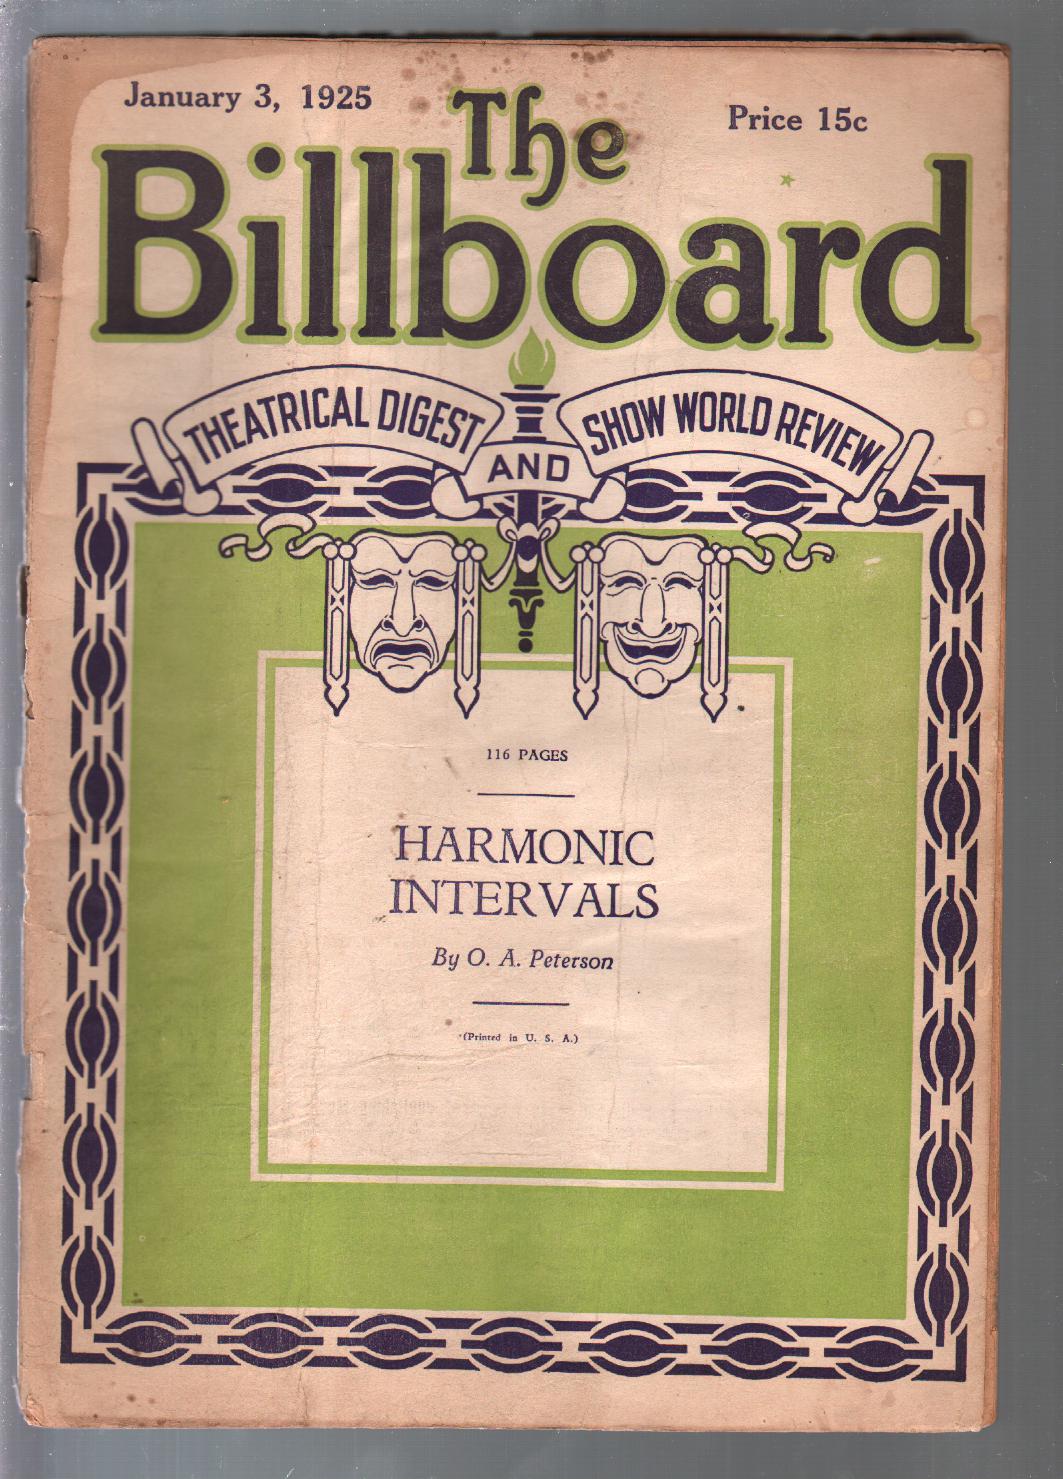 January 3, 1925
Price 15c
The
Billboard
THEATRICAL DIGEST
AND
SHOW WORLD REVIEW
116 PAGES
HARMONIC
INTERVALS
By O. A. Peterson
(Printed in U. S. A.)